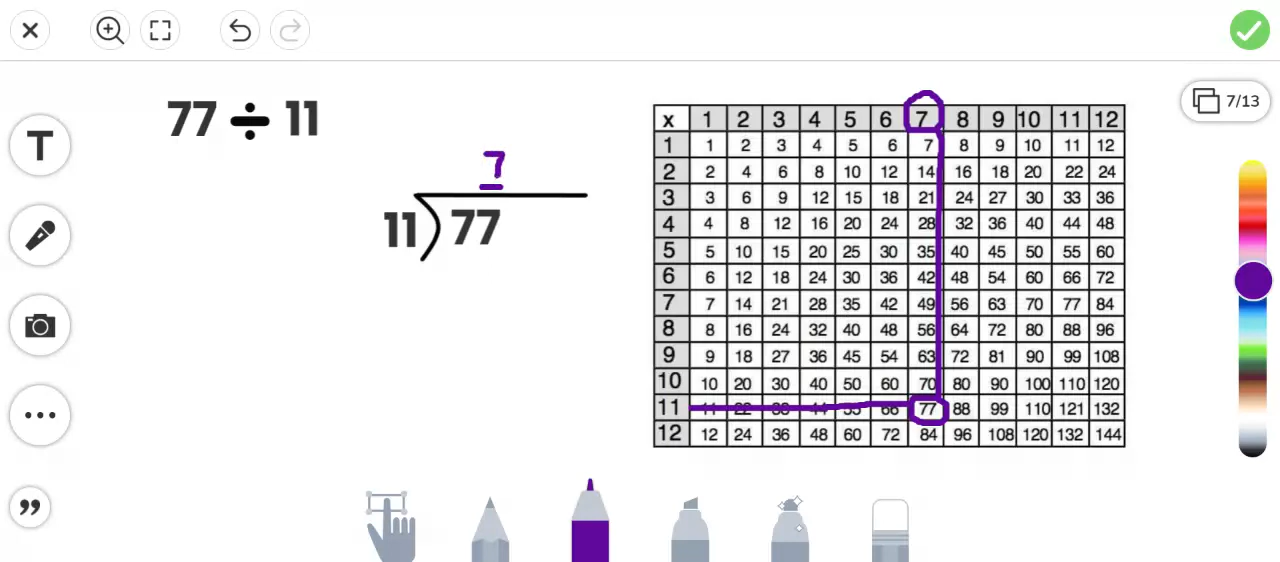 7/13
77 ÷ 11
7
11 77
x 1 2 3 4 5 6 7 8 9 10 11 12
1 1 2 3 4 5 6 7 8 9 10 11 12
2 2 4 6 8 10 12 14 16 18 20 22 24
3 3 6 9 12 15 18 21 24 27 30 33 36
4 4 8 12 16 20 24 28 32 36 40 44 48
5 5 10 15 20 25 30 35 40 45 50 55 60
6 6 12 18 24 30 36 42 48 54 60 66 72
7 7 14 21 28 35 42 49 56 63 70 77 84
8 8 16 24 32 40 48 56 64 72 80 88 96
9 9 18 27 36 45 54 63 72 81 90 99 108
10 10 20 30 40 50 60 70 80 90 100 110 120
11 11 22 33 44 55 66 77 88 99 110 121 132
12 12 24 36 48 60 72 84 96 108 120 132 144
T